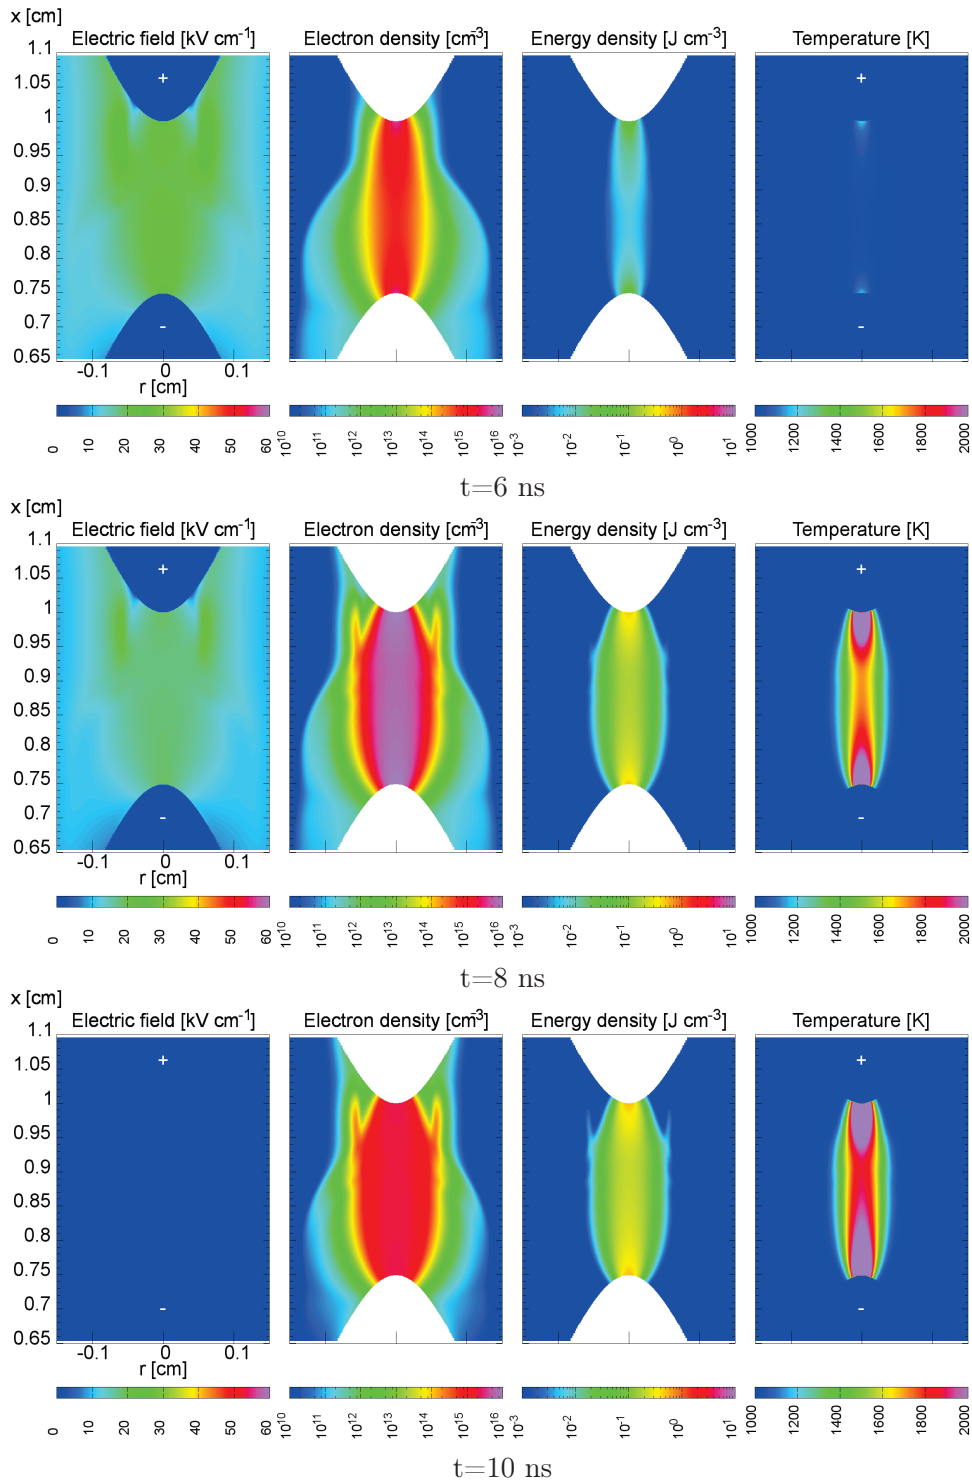 x [cm]
Electric field [kV cm-1] Electron density [cm-3] Energy density [J cm-3] Temperature [K]
1.1
+ +
1.05
1
0.95
0.9
0.85
0.8
0.75
0.7
- -
0.65
-0.1 0 0.1
r [cm]
0 10 20 30 40 50 60 10^10 10^11 10^12 10^13 10^14 10^15 10^16 10^-3 10^-2 10^-1 10^0 10^1 1000 1200 1400 1600 1800 2000
t=6 ns
x [cm]
Electric field [kV cm-1] Electron density [cm-3] Energy density [J cm-3] Temperature [K]
1.1
+ +
1.05
1
0.95
0.9
0.85
0.8
0.75
0.7
- -
0.65
-0.1 0 0.1
r [cm]
0 10 20 30 40 50 60 10^10 10^11 10^12 10^13 10^14 10^15 10^16 10^-3 10^-2 10^-1 10^0 10^1 1000 1200 1400 1600 1800 2000
t=8 ns
x [cm]
Electric field [kV cm-1] Electron density [cm-3] Energy density [J cm-3] Temperature [K]
1.1
+ +
1.05
1
0.95
0.9
0.85
0.8
0.75
0.7
- -
0.65
-0.1 0 0.1
r [cm]
0 10 20 30 40 50 60 10^10 10^11 10^12 10^13 10^14 10^15 10^16 10^-3 10^-2 10^-1 10^0 10^1 1000 1200 1400 1600 1800 2000
t=10 ns